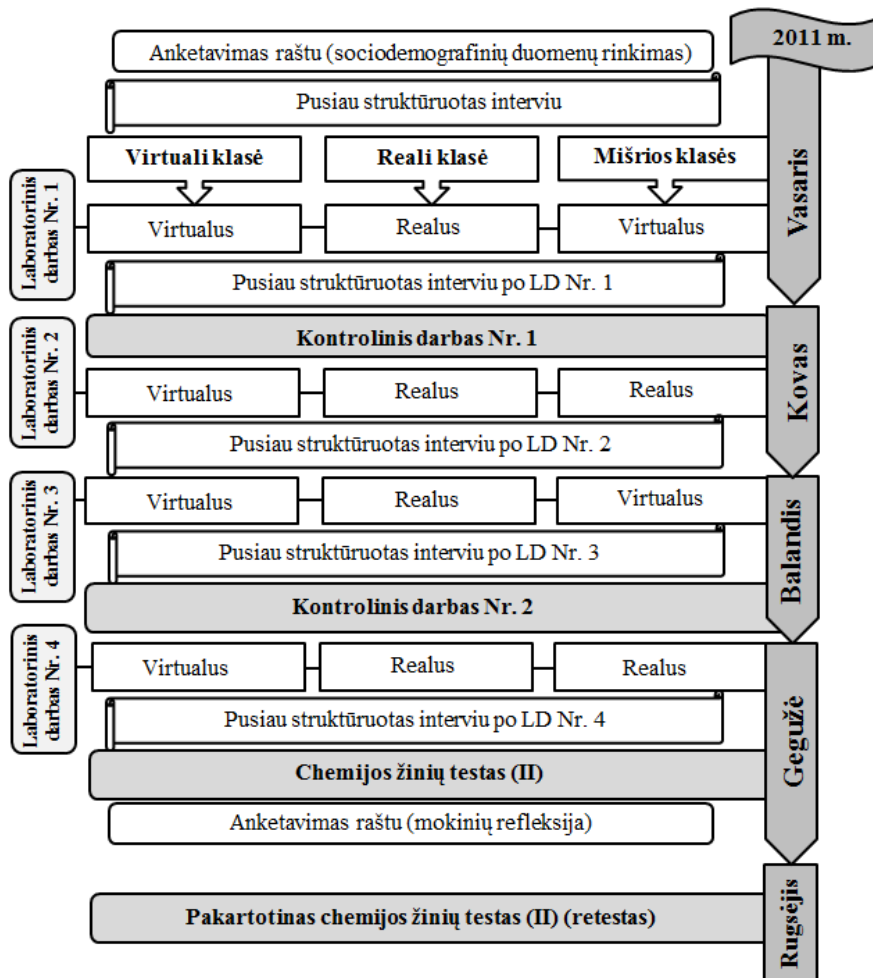 2011 m.
Anketavimas raštu (sociodemografinių duomenų rinkimas)
Pusiau struktūruotas interviu
Vasaris
Virtuali klasė
Reali klasė
Mišrios klasės
Laboratorinis
darbas Nr. 1
Virtualus
Realus
Virtualus
Pusiau struktūruotas interviu po LD Nr. 1
Kontrolinis darbas Nr. 1
Kovas
Laboratorinis
darbas Nr. 2
Virtualus
Realus
Realus
Pusiau struktūruotas interviu po LD Nr. 2
Laboratorinis
darbas Nr. 3
Virtualus
Realus
Virtualus
Balandis
Pusiau struktūruotas interviu po LD Nr. 3
Kontrolinis darbas Nr. 2
Laboratorinis
darbas Nr. 4
Virtualus
Realus
Realus
Gegužė
Pusiau struktūruotas interviu po LD Nr. 4
Chemijos žinių testas (II)
Anketavimas raštu (mokinių refleksija)
Pakartotinas chemijos žinių testas (II) (retestas)
Rugsėjis